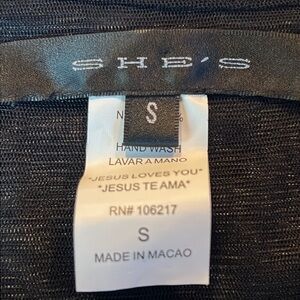 SHE'S
S
HAND WASH
LAVAR A MANO
"JESUS LOVES YOU"
"JESUS TE AMA"
RN# 106217
S
MADE IN MACAO